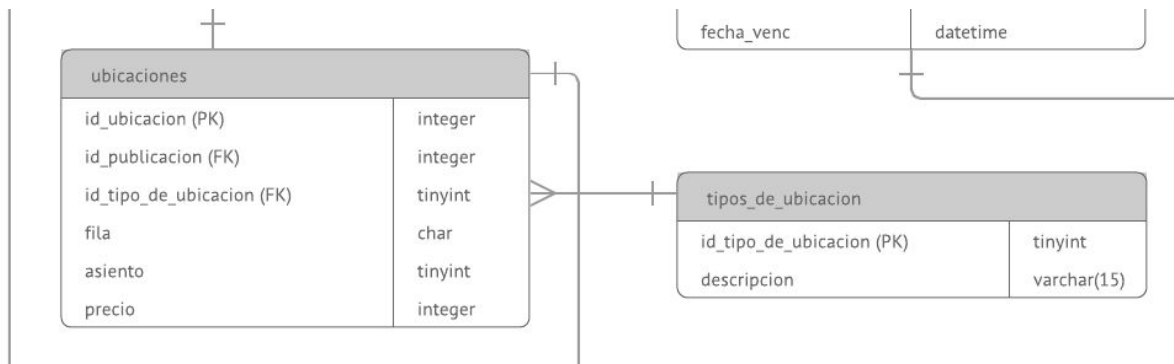 fecha_venc datetime
ubicaciones
id_ubicacion (PK) integer
id_publicacion (FK) integer
id_tipo_de_ubicacion (FK) tinyint
fila char
asiento tinyint
precio integer
tipos_de_ubicacion
id_tipo_de_ubicacion (PK) tinyint
descripcion varchar(15)